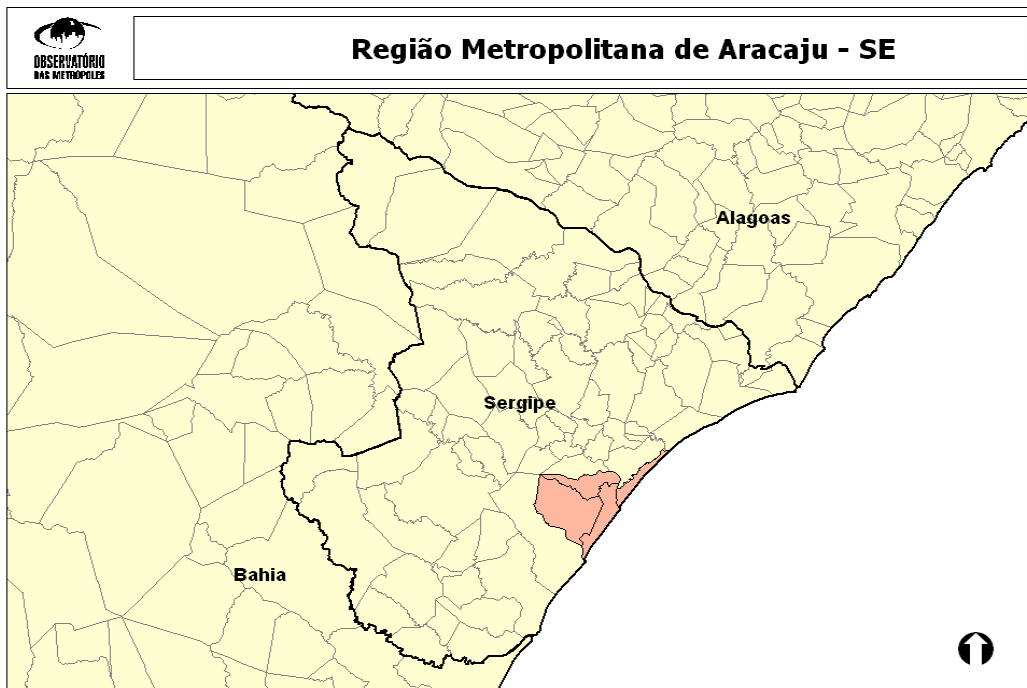 OBSERVATÓRIO
DAS METRÓPOLES
Região Metropolitana de Aracaju - SE
Alagoas
Sergipe
Bahia